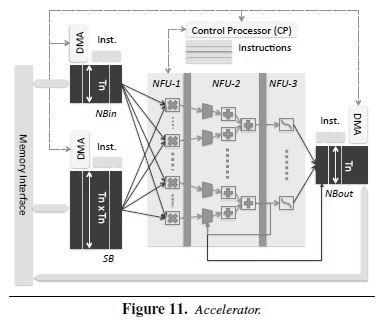 Control Processor (CP)
Instructions
DMA
Inst.
Tn
NBin
NFU-1
NFU-2
NFU-3
DMA
Inst.
DMA
Inst.
Tn
NBout
Tn x Tn
SB
Memory Interface
Figure 11. Accelerator.